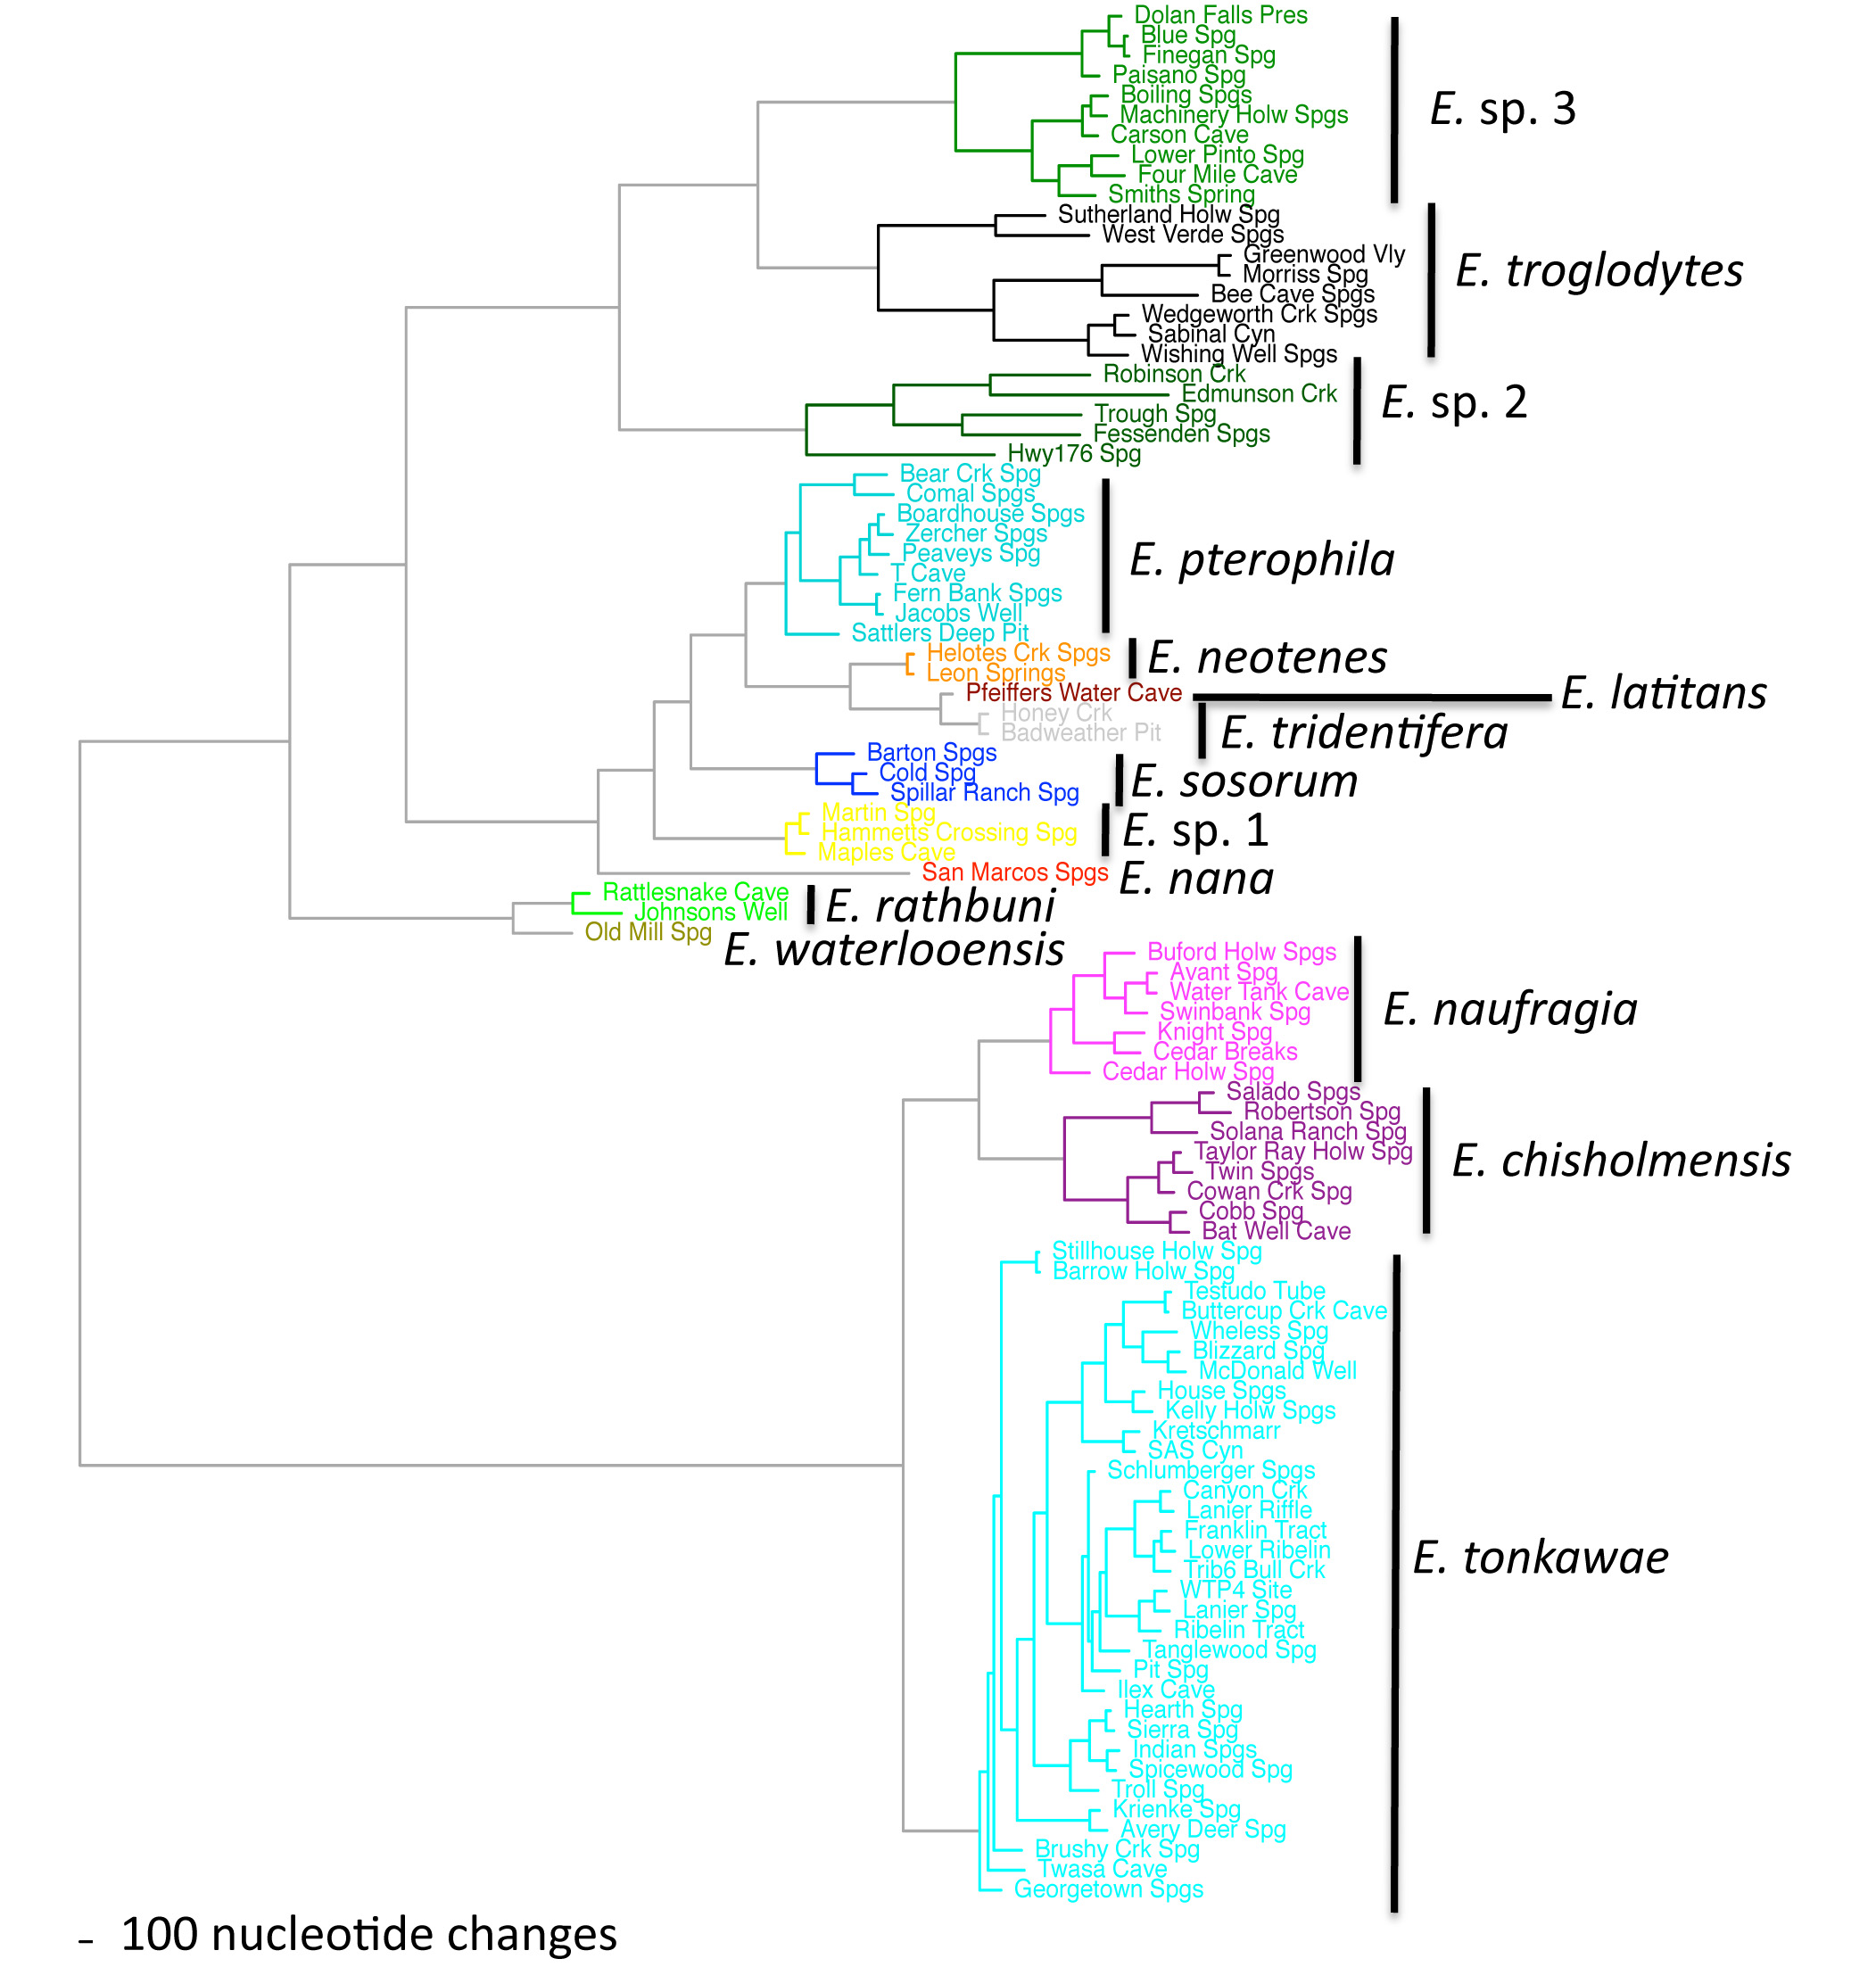 Dolan Falls Pres
Blue Spg
Finegan Spg
Paisano Spg
Boiling Spgs
Machinery Holw Spgs
Carson Cave
Lower Pinto Spg
Four Mile Cave
Smiths Spring
E. sp. 3
Sutherland Holw Spg
West Verde Spgs
Greenwood Vly
Morriss Spg
Bee Cave Spgs
Wedgeworth Crk Spgs
Sabinal Cyn
Wishing Well Spgs
E. troglodytes
Robinson Crk
Edmunson Crk
Trough Spg
Fessenden Spgs
Hwy176 Spg
E. sp. 2
Bear Crk Spg
Comal Spgs
Boardhouse Spgs
Zercher Spgs
Peaveys Spg
T Cave
Fern Bank Spgs
Jacobs Well
Sattlers Deep Pit
E. pterophila
Helotes Crk Spgs
Leon Springs
E. neotenes
Pfeiffers Water Cave
E. latitans
Honey Crk
Badweather Pit
E. tridentifera
Barton Spgs
Cold Spg
Spillar Ranch Spg
E. sosorum
Martin Spg
Hammetts Crossing Spg
Maples Cave
E. sp. 1
San Marcos Spgs
E. nana
Rattlesnake Cave
Johnsons Well
E. rathbuni
Old Mill Spg
E. waterlooensis
Buford Holw Spgs
Avant Spg
Water Tank Cave
Swinbank Spg
Knight Spg
Cedar Breaks
Cedar Holw Spg
E. naufragia
Salado Spgs
Robertson Spg
Solana Ranch Spg
Taylor Ray Holw Spg
Twin Spgs
Cowan Crk Spg
Cobb Spg
Bat Well Cave
E. chisholmensis
Stillhouse Holw Spg
Barrow Holw Spg
Testudo Tube
Buttercup Crk Cave
Wheless Spg
Blizzard Spg
McDonald Well
House Spgs
Kelly Holw Spgs
Kretschmarr
SAS Cyn
Schlumberger Spgs
Canyon Crk
Lanier Riffle
Franklin Tract
Lower Ribelin
Trib6 Bull Crk
WTP4 Site
Lanier Spg
Ribelin Tract
Tanglewood Spg
Pit Spg
Ilex Cave
Hearth Spg
Sierra Spg
Indian Spgs
Spicewood Spg
Troll Spg
Krienke Spg
Avery Deer Spg
Brushy Crk Spg
Twasa Cave
Georgetown Spgs
E. tonkawae
100 nucleotide changes